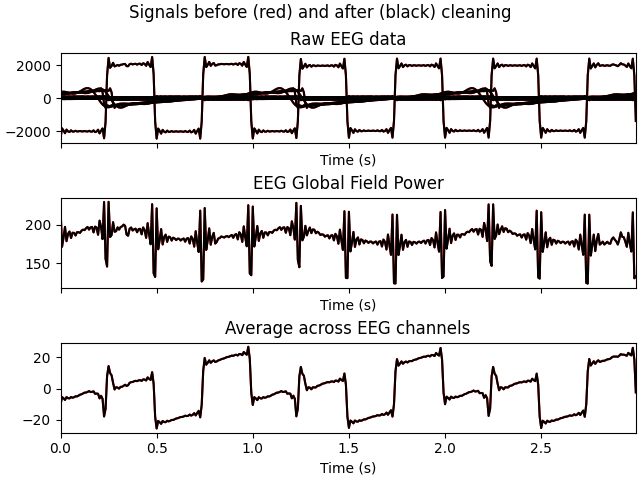 Signals before (red) and after (black) cleaning
Raw EEG data
2000
0
−2000
Time (s)
EEG Global Field Power
200
150
Time (s)
Average across EEG channels
20
0
−20
0.0 0.5 1.0 1.5 2.0 2.5
Time (s)